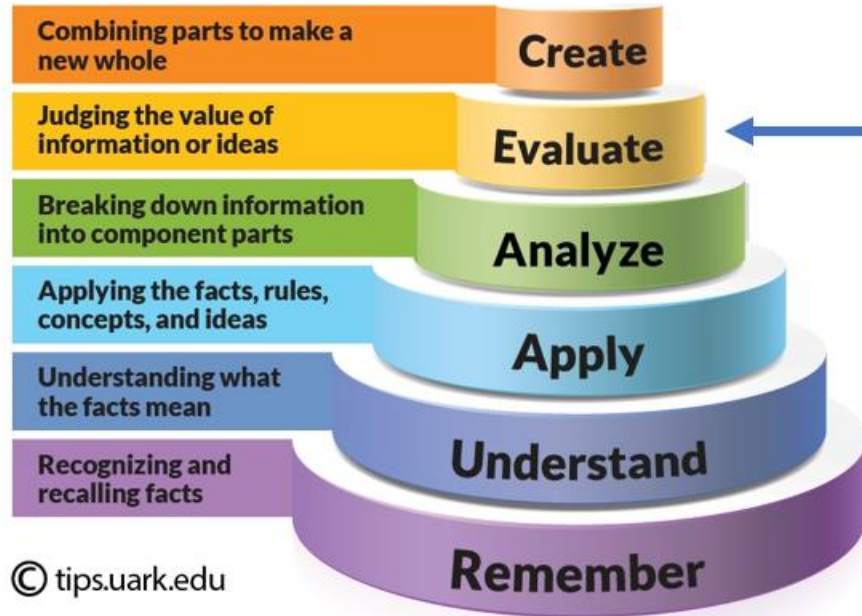 Combining parts to make a
new whole
Create
Judging the value of
information or ideas
Evaluate
Breaking down information
into component parts
Analyze
Applying the facts, rules,
concepts, and ideas
Apply
Understanding what
the facts mean
Understand
Recognizing and
recalling facts
Remember
© tips.uark.edu